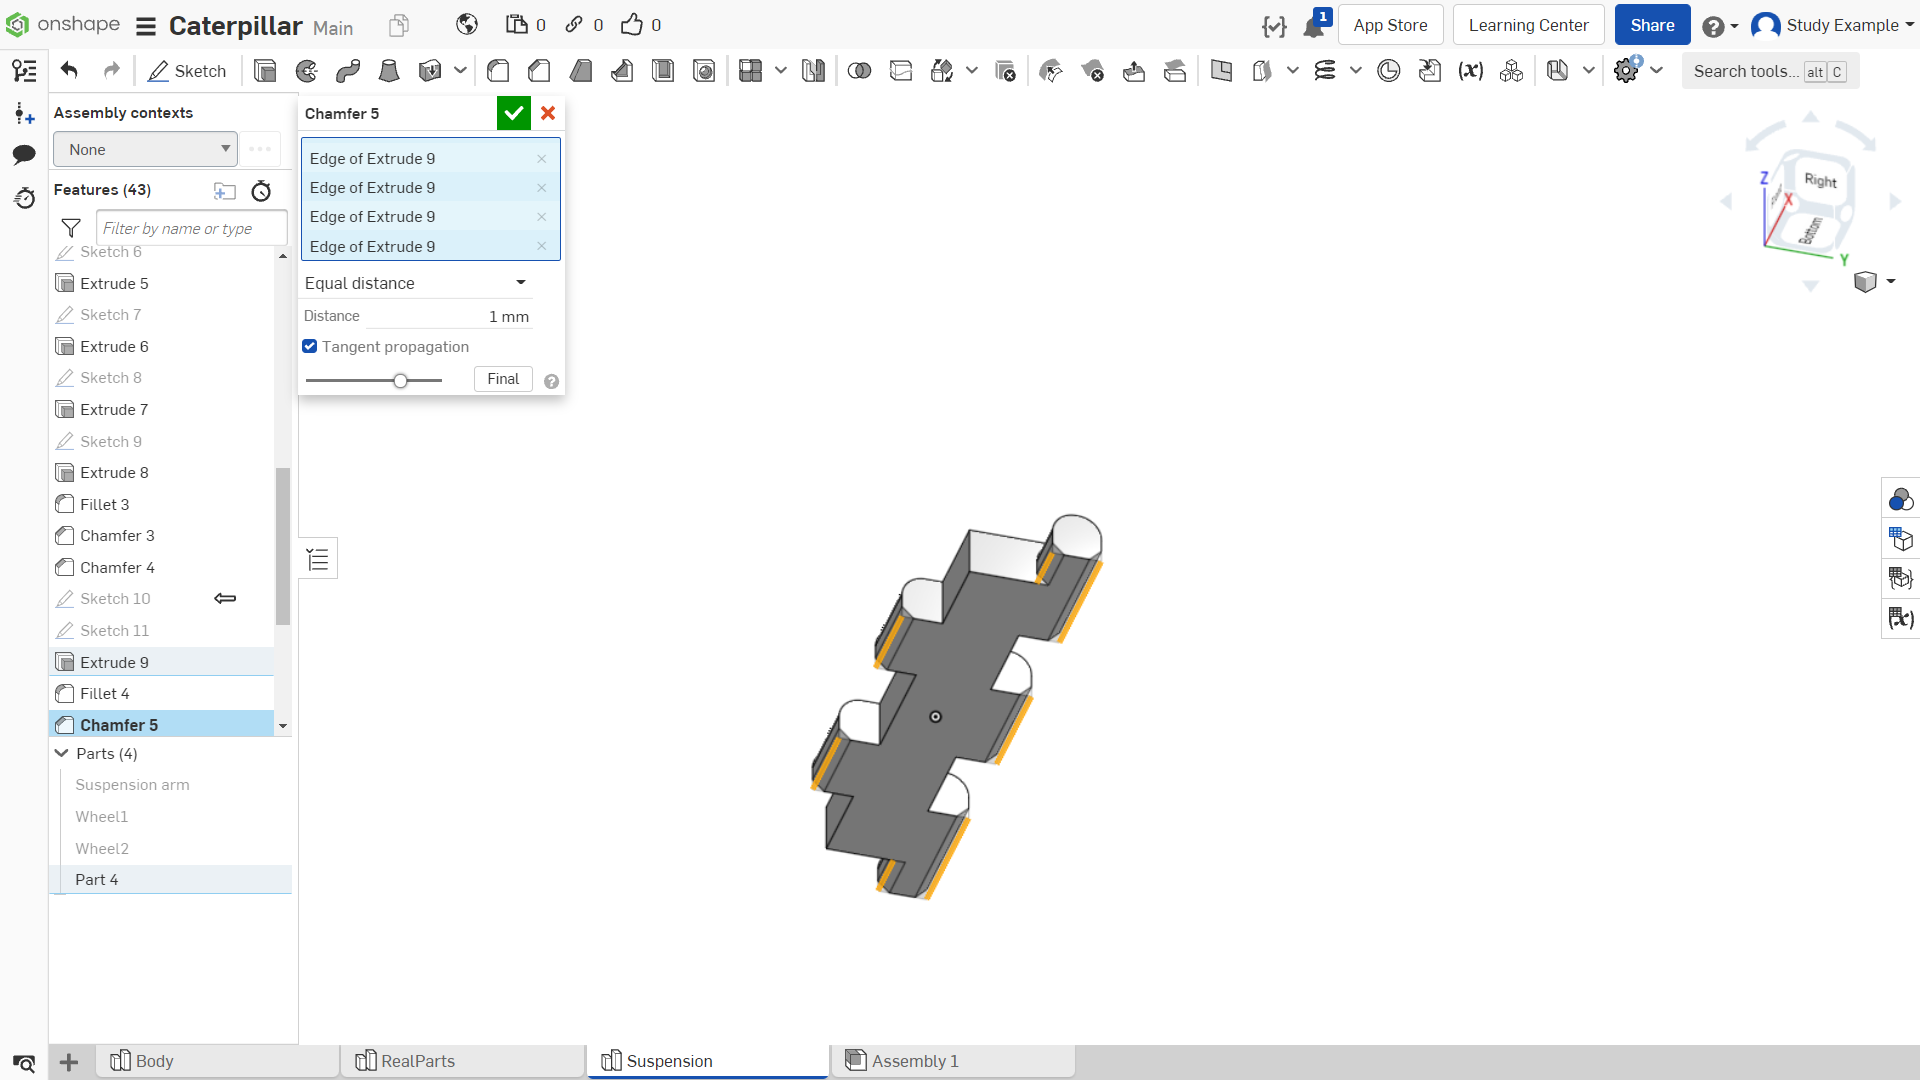 onshape Caterpillar Main 0 0 0 1 App Store Learning Center Share Study Example
Sketch Search tools... alt C
Assembly contexts
None
Features (43)
Filter by name or type
Sketch 6
Extrude 5
Sketch 7
Extrude 6
Sketch 8
Extrude 7
Sketch 9
Extrude 8
Fillet 3
Chamfer 3
Chamfer 4
Sketch 10
Sketch 11
Extrude 9
Fillet 4
Chamfer 5
Parts (4)
Suspension arm
Wheel1
Wheel2
Part 4
Chamfer 5
Edge of Extrude 9
Edge of Extrude 9
Edge of Extrude 9
Edge of Extrude 9
Equal distance
Distance 1 mm
Tangent propagation
Final
Z
Right
X
Bottom
Y
Body RealParts Suspension Assembly 1